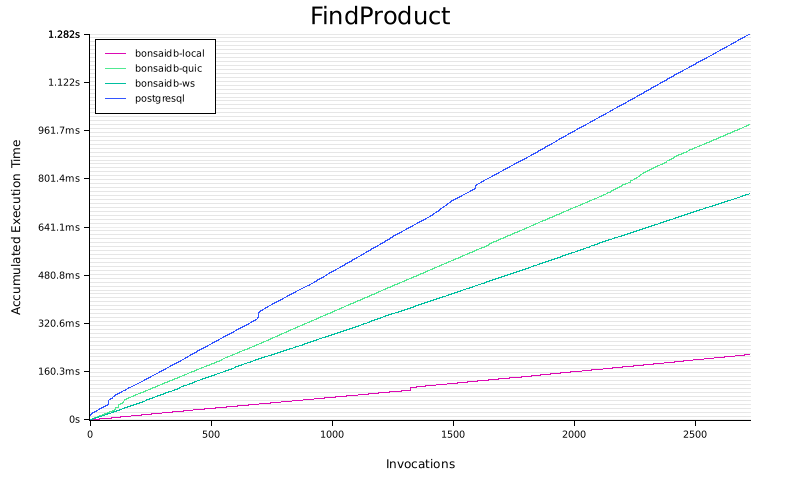 FindProduct
1.282s
bonsaidb-local
bonsaidb-quic
1.122s
bonsaidb-ws
postgresql
961.7ms
801.4ms
641.1ms
480.8ms
320.6ms
160.3ms
0s
Accumulated Execution Time
0 500 1000 1500 2000 2500
Invocations